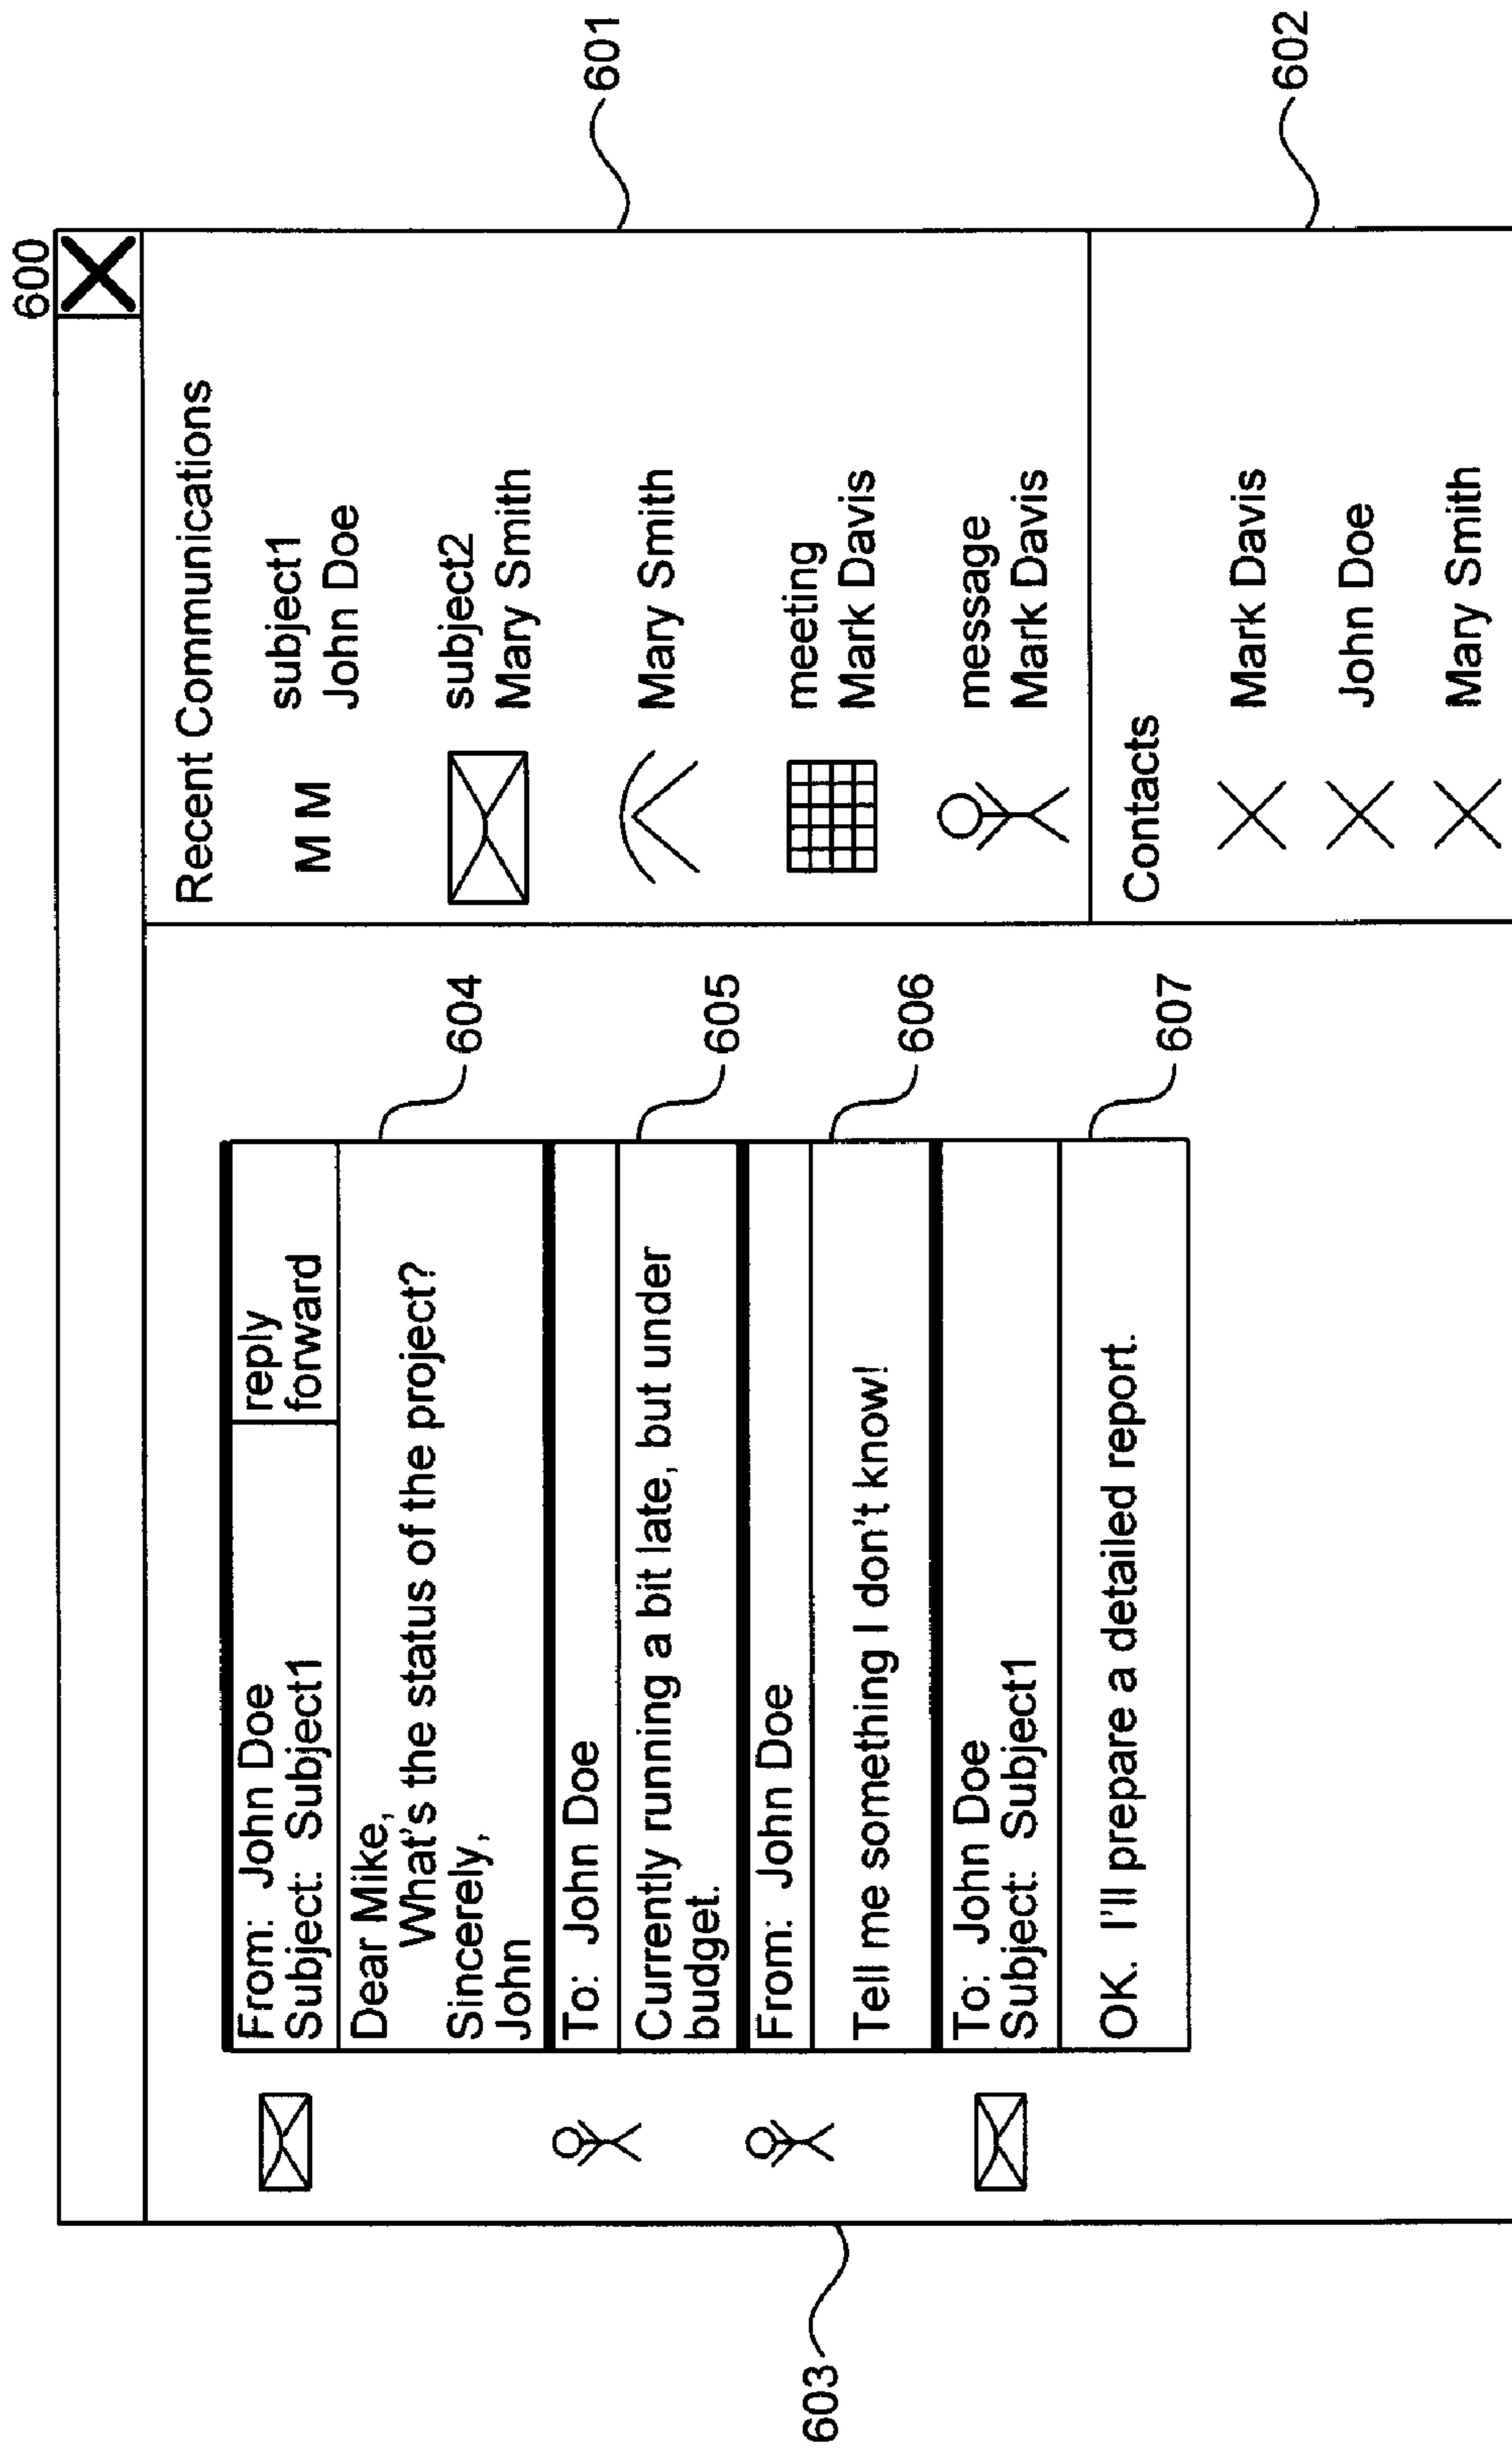 600
From: John Doe
Subject: Subject1
reply
forward
Dear Mike,
What's the status of the project?
Sincerely,
John
604
To: John Doe
Currently running a bit late, but under
budget.
605
From: John Doe
Tell me something I don't know!
606
To: John Doe
Subject: Subject1
OK. I'll prepare a detailed report.
607
603
Recent Communications
M M
subject1
John Doe
subject2
Mary Smith
Mary Smith
meeting
Mark Davis
message
Mark Davis
601
Contacts
Mark Davis
John Doe
Mary Smith
602